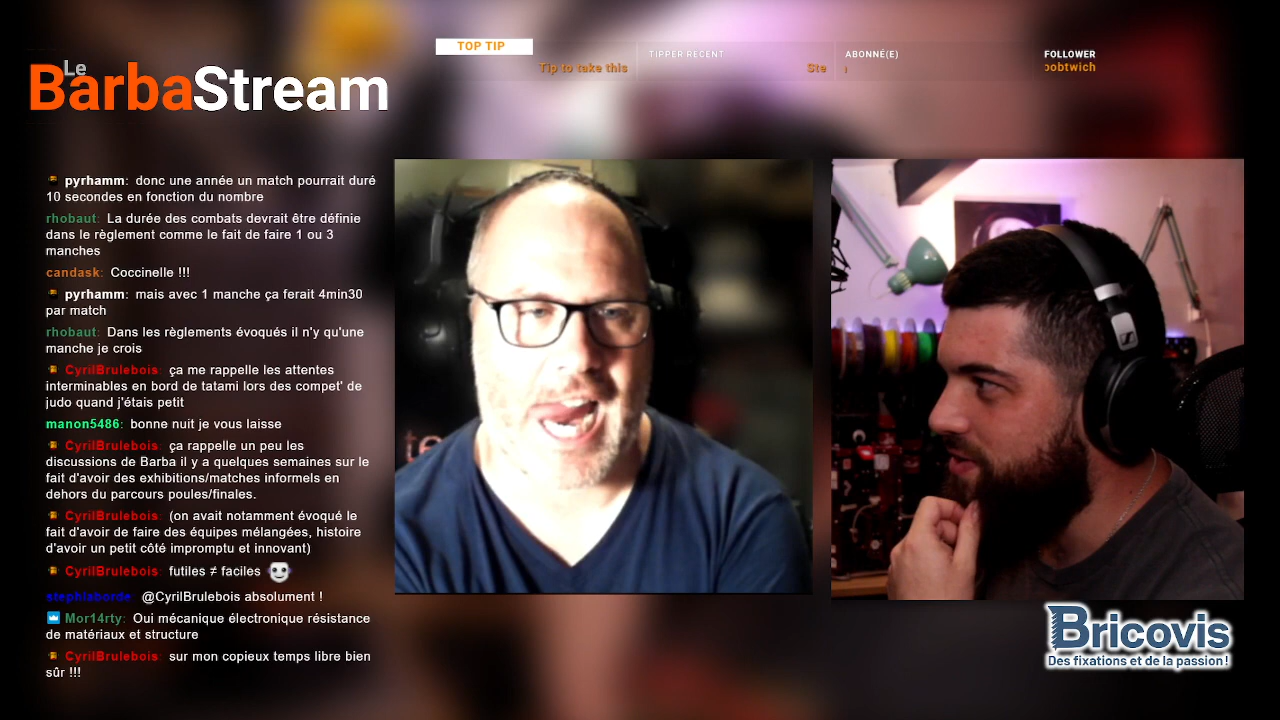 Le
BarbaStream
TOP TIP
Tip to take this
TIPPER RECENT
Ste
ABONNÉ(E)
FOLLOWER
obtwich
pyrhamm: donc une année un match pourrait duré
10 secondes en fonction du nombre
rhobaut: La durée des combats devrait être définie
dans le règlement comme le fait de faire 1 ou 3
manches
candask: Coccinelle !!!
pyrhamm: mais avec 1 manche ça ferait 4min30
par match
rhobaut: Dans les règlements évoqués il n'y qu'une
manche je crois
CyrilBrulebois: ça me rappelle les attentes
interminables en bord de tatami lors des compet' de
judo quand j'étais petit
manon5486: bonne nuit je vous laisse
CyrilBrulebois: ça rappelle un peu les
discussions de Barba il y a quelques semaines sur le
fait d'avoir des exhibitions/matches informels en
dehors du parcours poules/finales.
CyrilBrulebois: (on avait notamment évoqué le
fait d'avoir de faire des équipes mélangées, histoire
d'avoir un petit côté impromptu et innovant)
CyrilBrulebois: futiles ≠ faciles
stephlaborde: @CyrilBrulebois absolument !
Mor14rty: Oui mécanique électronique résistance
de matériaux et structure
CyrilBrulebois: sur mon copieux temps libre bien
sûr !!!
te
Bricovis
Des fixations et de la passion!